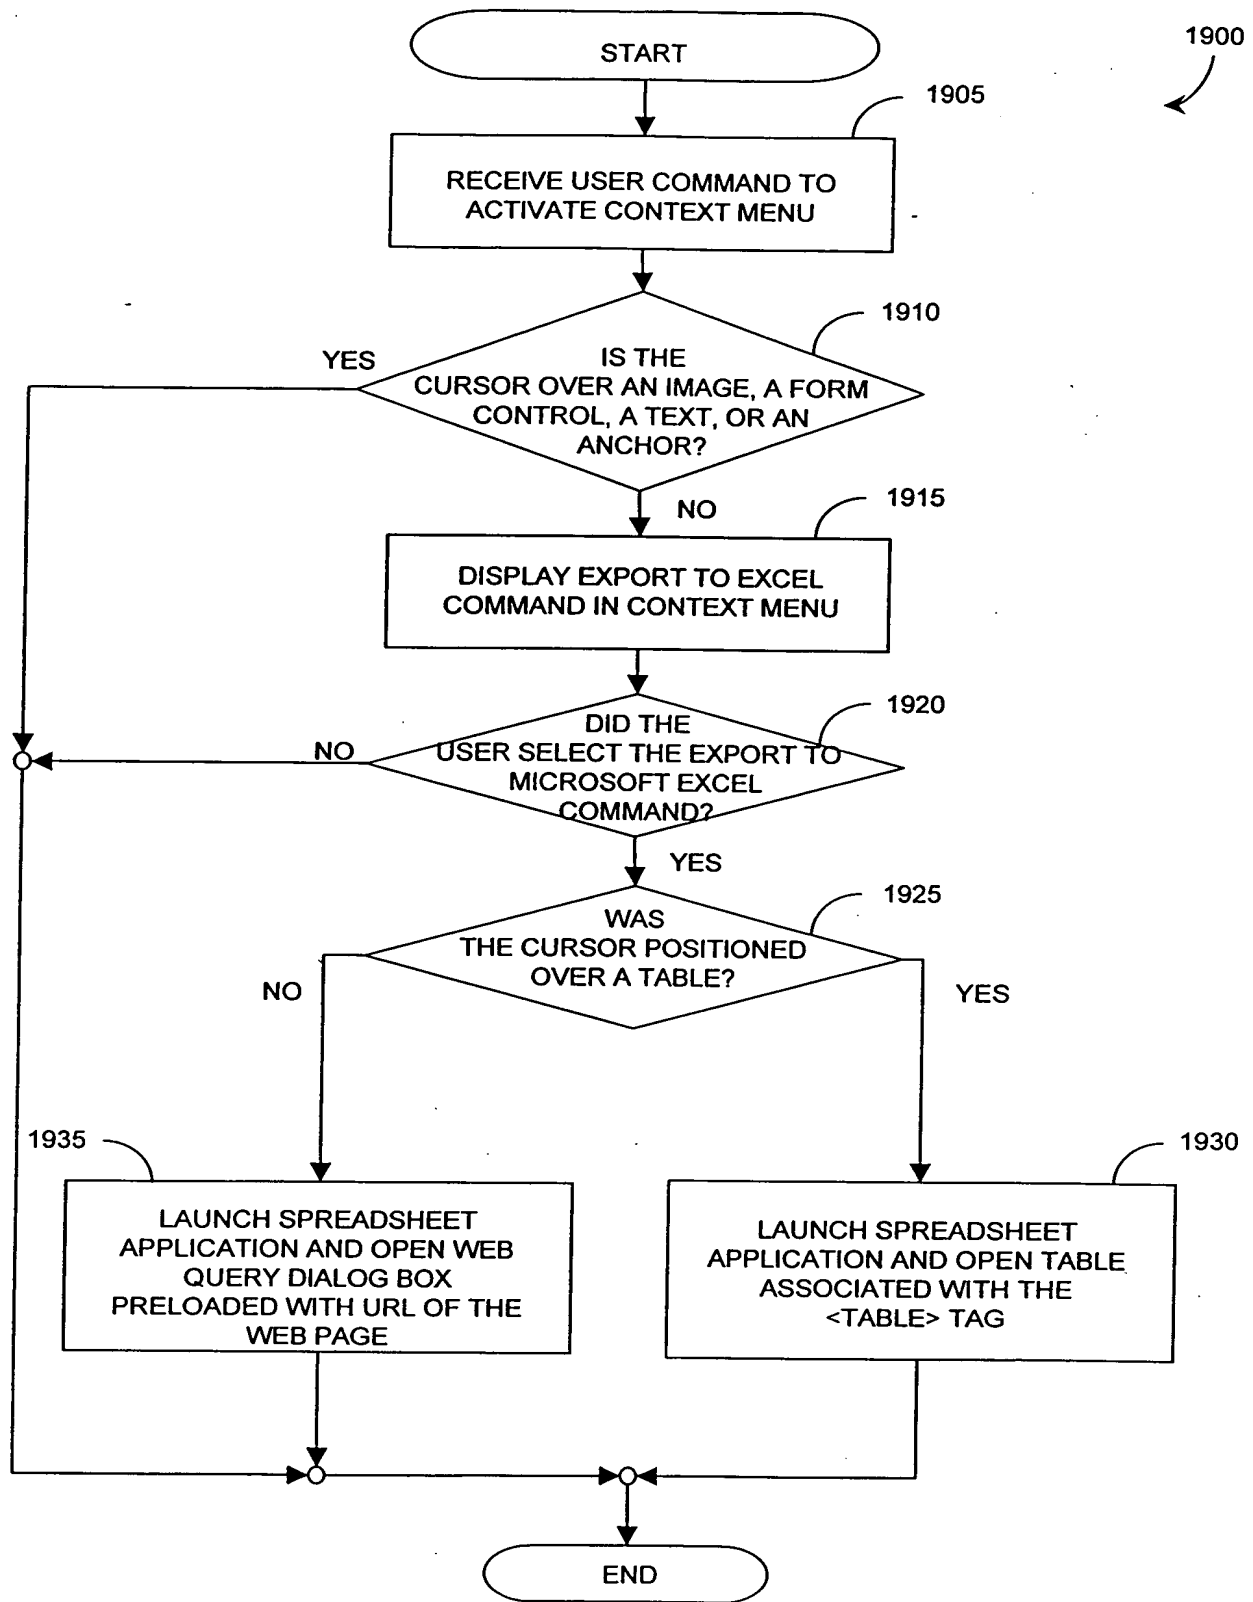 START
1900
1905
RECEIVE USER COMMAND TO
ACTIVATE CONTEXT MENU
1910
YES
IS THE
CURSOR OVER AN IMAGE, A FORM
CONTROL, A TEXT, OR AN
ANCHOR?
NO
1915
DISPLAY EXPORT TO EXCEL
COMMAND IN CONTEXT MENU
1920
DID THE
USER SELECT THE EXPORT TO
MICROSOFT EXCEL
COMMAND?
NO
YES
1925
WAS
THE CURSOR POSITIONED
OVER A TABLE?
NO
YES
1935
LAUNCH SPREADSHEET
APPLICATION AND OPEN WEB
QUERY DIALOG BOX
PRELOADED WITH URL OF THE
WEB PAGE
1930
LAUNCH SPREADSHEET
APPLICATION AND OPEN TABLE
ASSOCIATED WITH THE
<TABLE> TAG
END